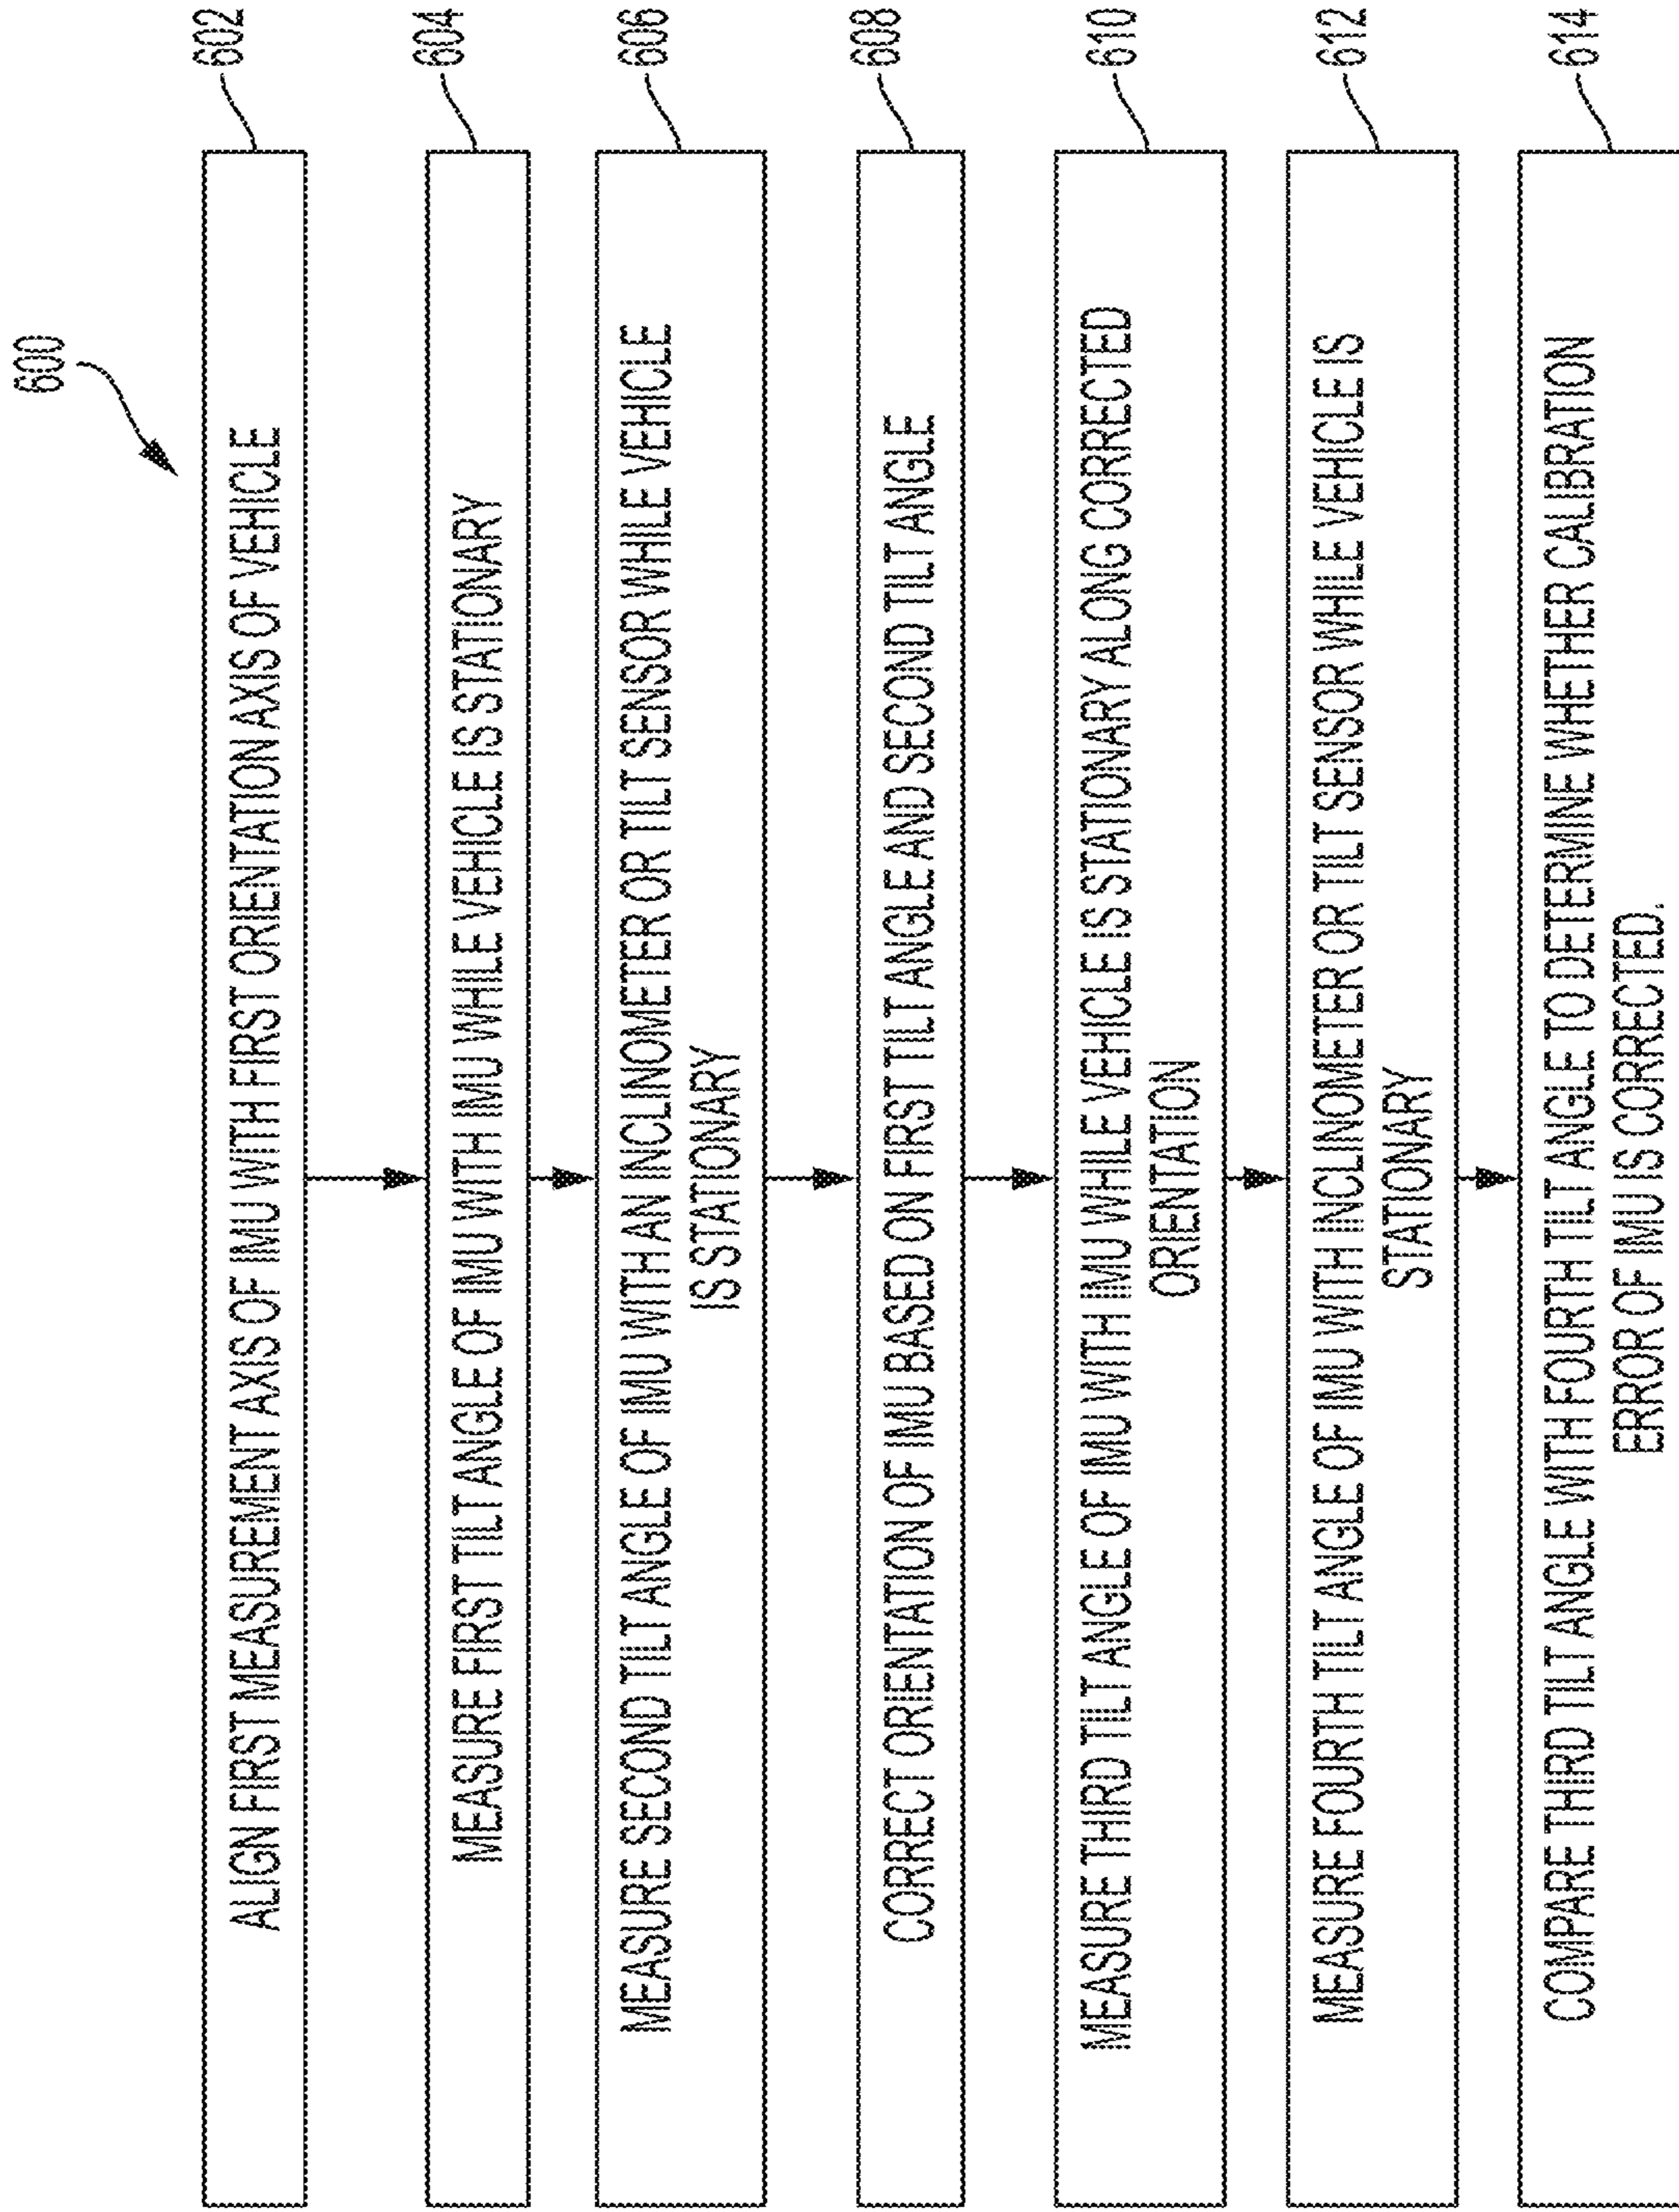 600
ALIGN FIRST MEASUREMENT AXIS OF IMU WITH FIRST ORIENTATION AXIS OF VEHICLE
602
MEASURE FIRST TILT ANGLE OF IMU WITH IMU WHILE VEHICLE IS STATIONARY
604
MEASURE SECOND TILT ANGLE OF IMU WITH AN INCLINOMETER OR TILT SENSOR WHILE VEHICLE
IS STATIONARY
606
CORRECT ORIENTATION OF IMU BASED ON FIRST TILT ANGLE AND SECOND TILT ANGLE
608
MEASURE THIRD TILT ANGLE OF IMU WITH IMU WHILE VEHICLE IS STATIONARY ALONG CORRECTED
ORIENTATION
610
MEASURE FOURTH TILT ANGLE OF IMU WITH INCLINOMETER OR TILT SENSOR WHILE VEHICLE IS
STATIONARY
612
COMPARE THIRD TILT ANGLE WITH FOURTH TILT ANGLE TO DETERMINE WHETHER CALIBRATION
ERROR OF IMU IS CORRECTED.
614